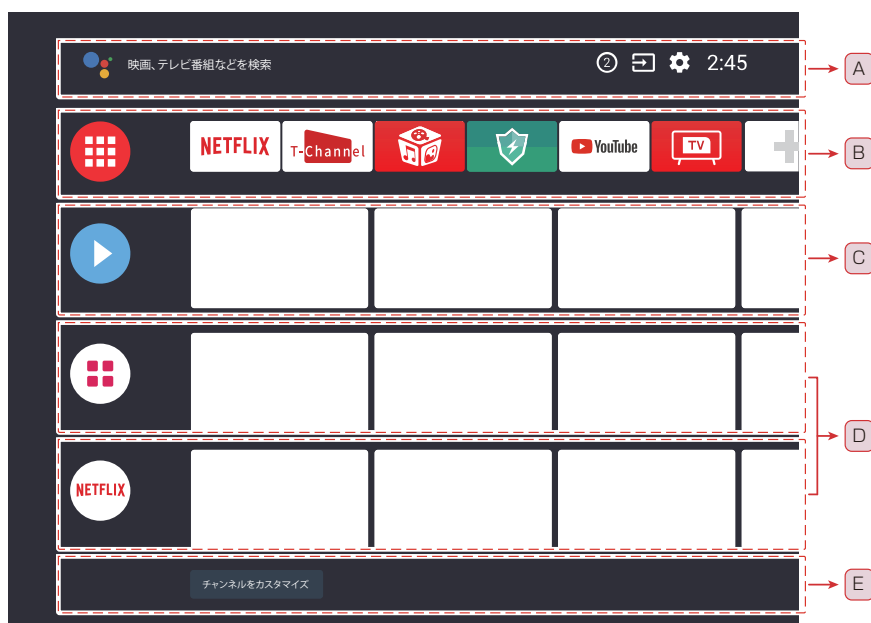 映画、テレビ番組などを検索
2
2:45
A
NETFLIX
T-Channel
YouTube
TV
B
C
D
NETFLIX
チャンネルをカスタマイズ
E